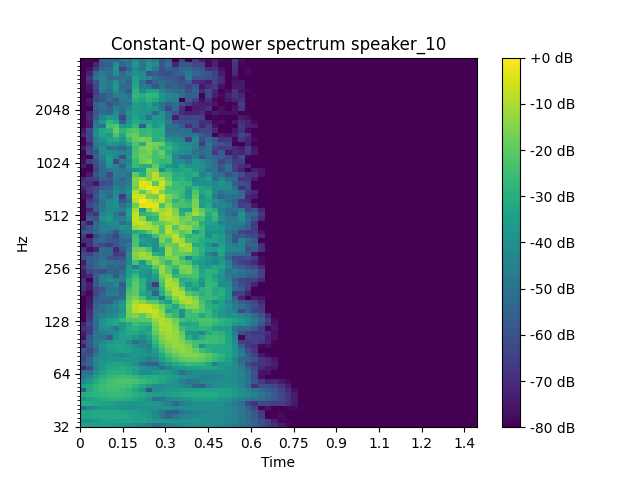 Constant-Q power spectrum speaker_10
Hz
2048
1024
512
256
128
64
32
0 0.15 0.3 0.45 0.6 0.75 0.9 1.1 1.2 1.4
Time
+0 dB
-10 dB
-20 dB
-30 dB
-40 dB
-50 dB
-60 dB
-70 dB
-80 dB